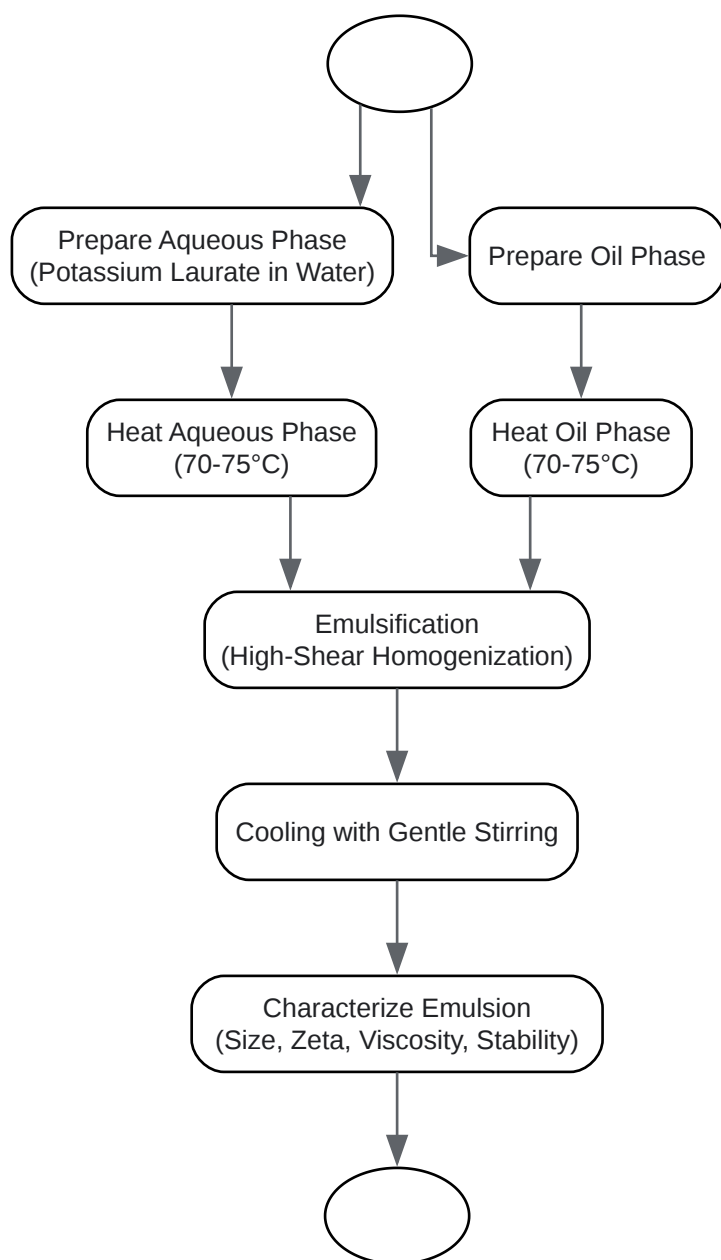 Prepare Aqueous Phase
(Potassium Laurate in Water)
Prepare Oil Phase
Heat Aqueous Phase
(70-75°C)
Heat Oil Phase
(70-75°C)
Emulsification
(High-Shear Homogenization)
Cooling with Gentle Stirring
Characterize Emulsion
(Size, Zeta, Viscosity, Stability)